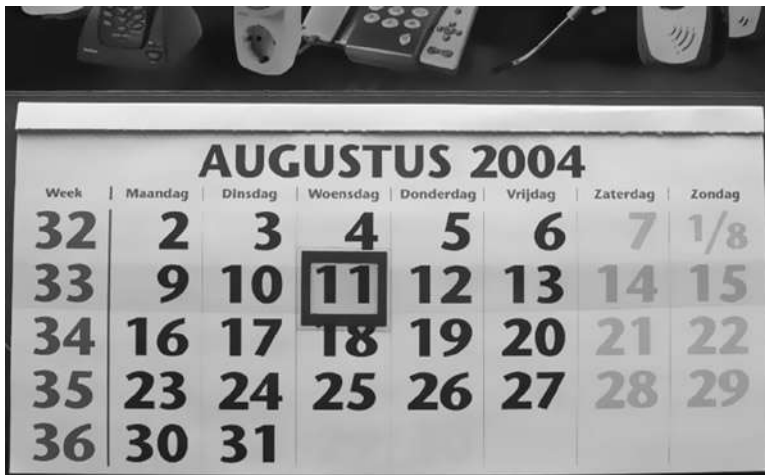 AUGUSTUS 2004
Week Maandag Dinsdag Woensdag Donderdag Vrijdag Zaterdag Zondag
32 2 3 4 5 6 7 1/8
33 9 10 11 12 13 14 15
34 16 17 18 19 20 21 22
35 23 24 25 26 27 28 29
36 30 31